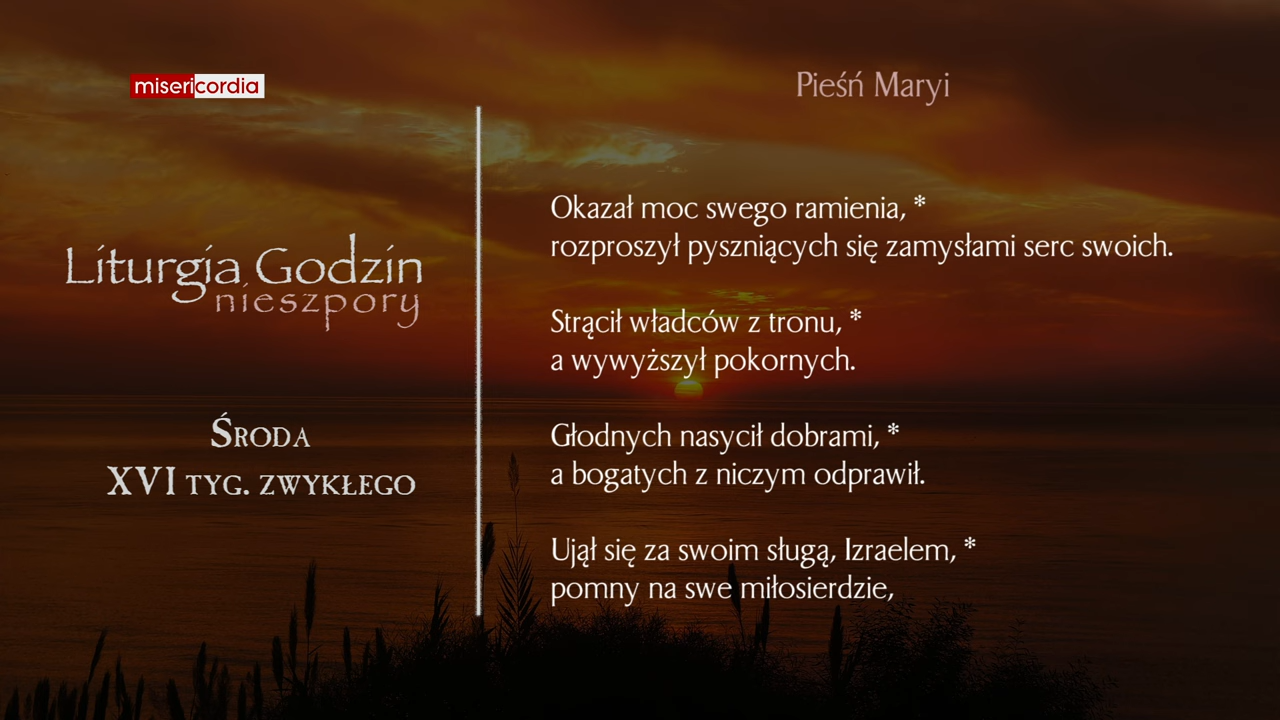 misericordia
Liturgia Godzin
nieszpory
Środa
XVI tyg. zwykłego
Pieśń Maryi
Okazał moc swego ramienia, *
rozproszył pyszniących się zamysłami serc swoich.
Strącił władców z tronu, *
a wywyższył pokornych.
Głodnych nasycił dobrami, *
a bogatych z niczym odprawił.
Ujął się za swoim sługą, Izraelem, *
pomny na swe miłosierdzie,